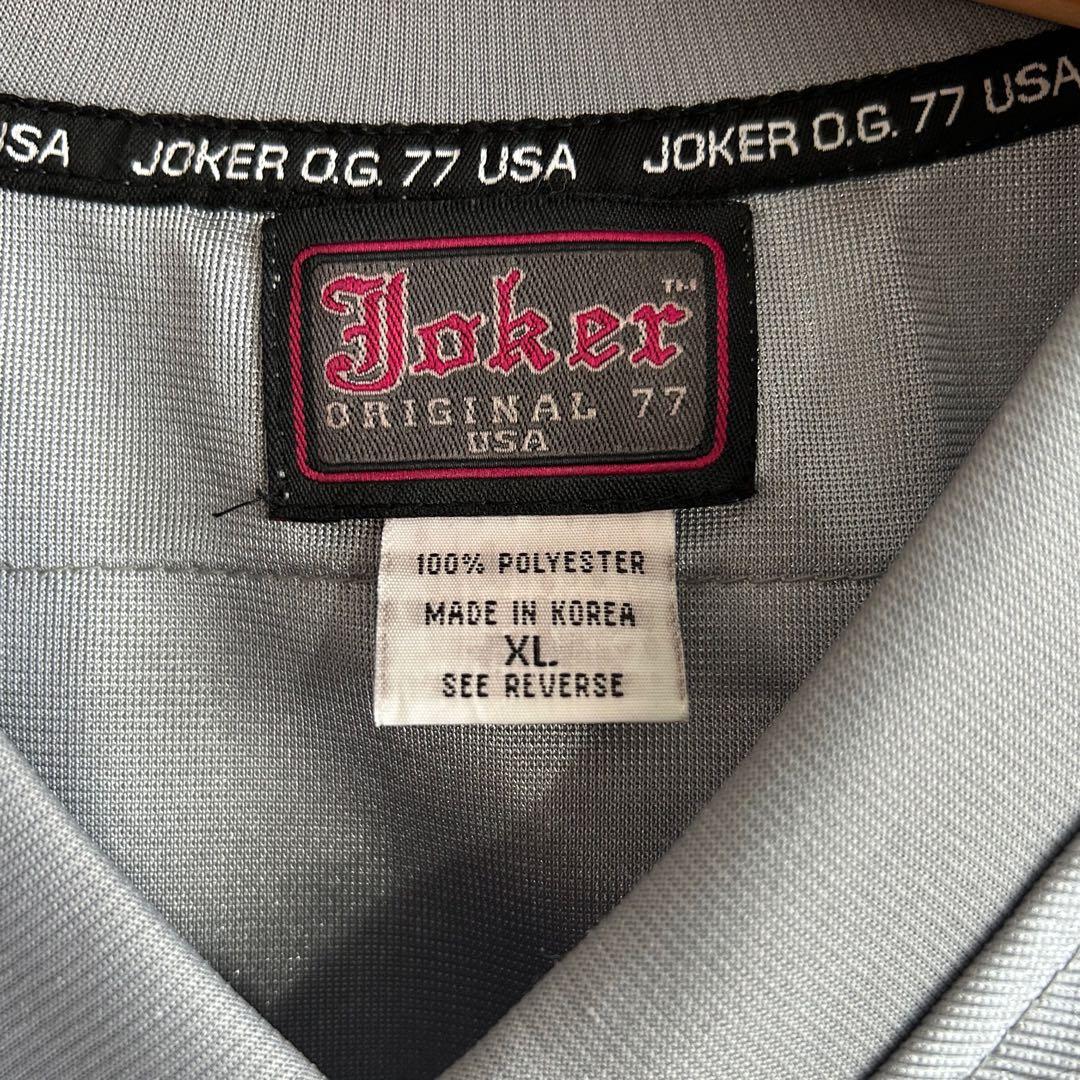 USA JOKER O.G. 77 USA JOKER O.G. 77 USA
Joker™
ORIGINAL 77
USA
100% POLYESTER
MADE IN KOREA
XL
SEE REVERSE